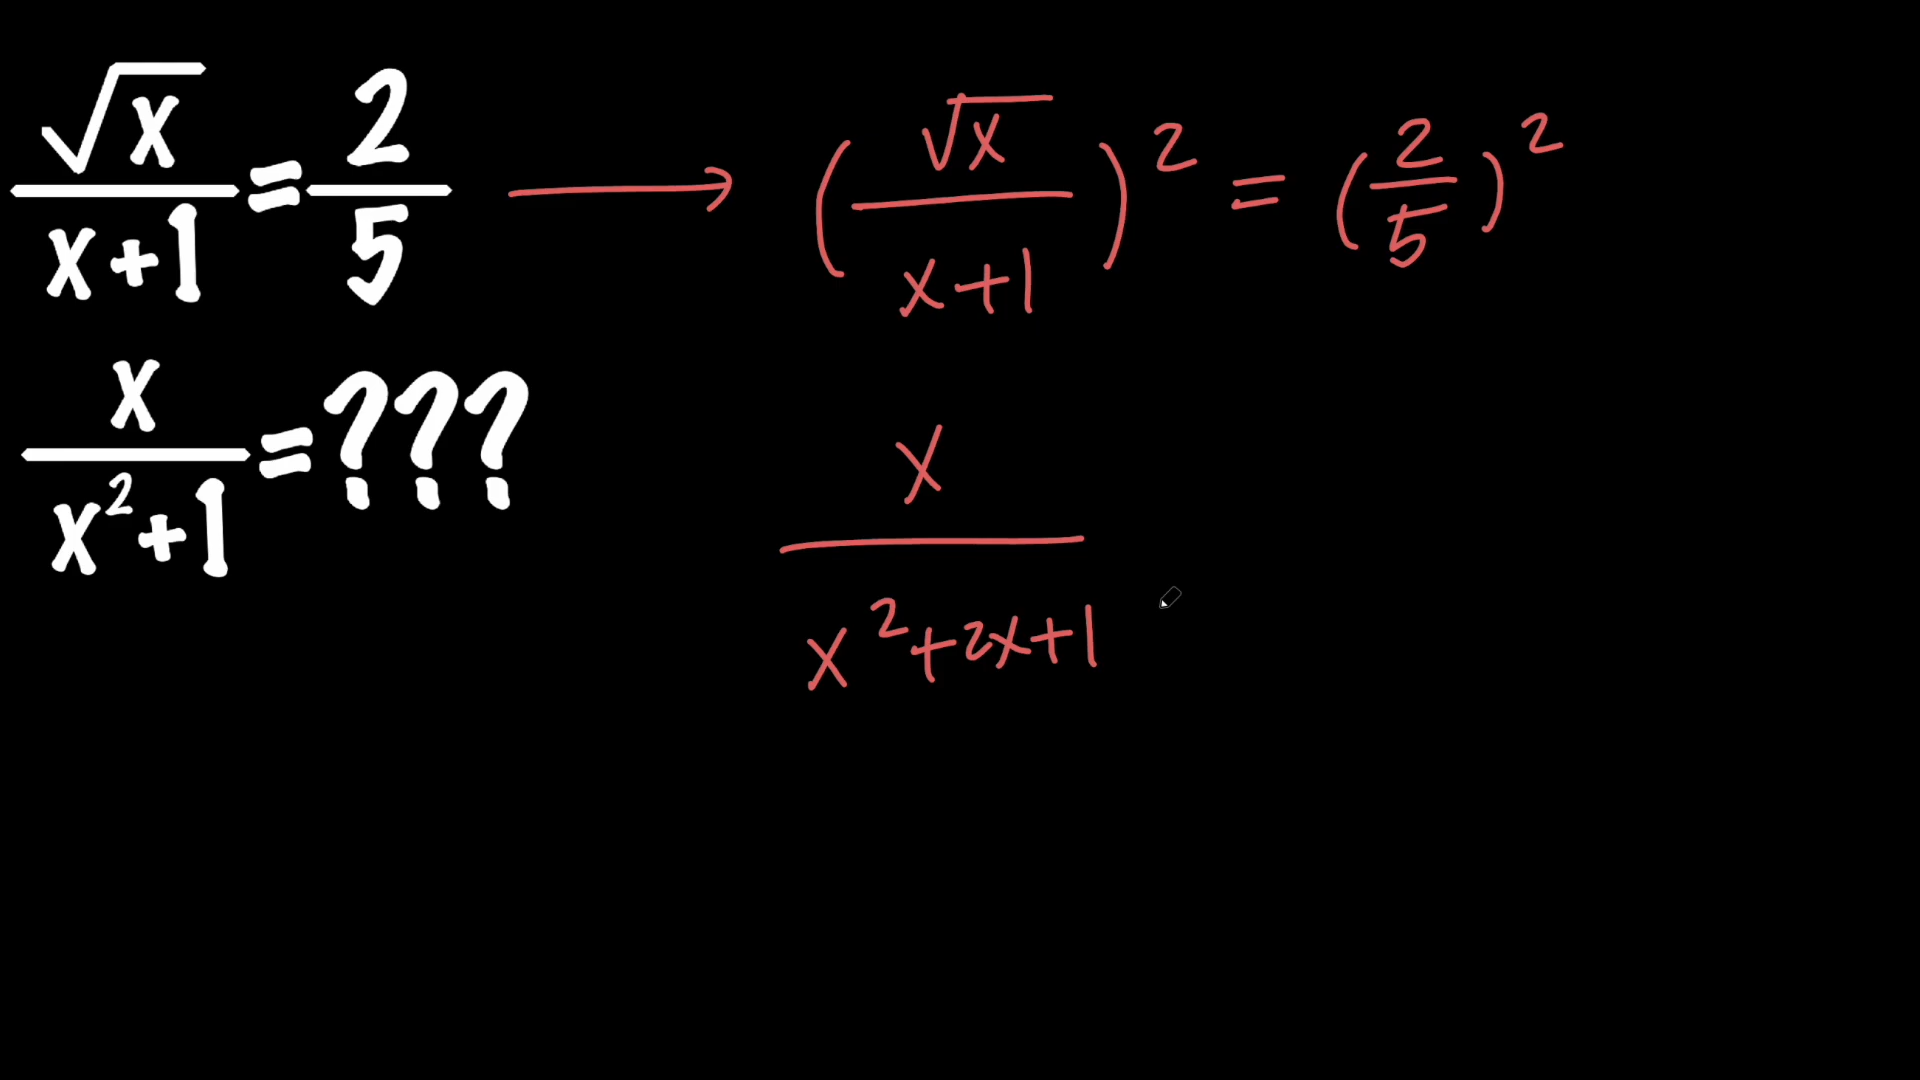 √x/(x+1) = 2/5 → (√x/(x+1))² = (2/5)²
x/(x²+1) = ???
x/(x²+2x+1)